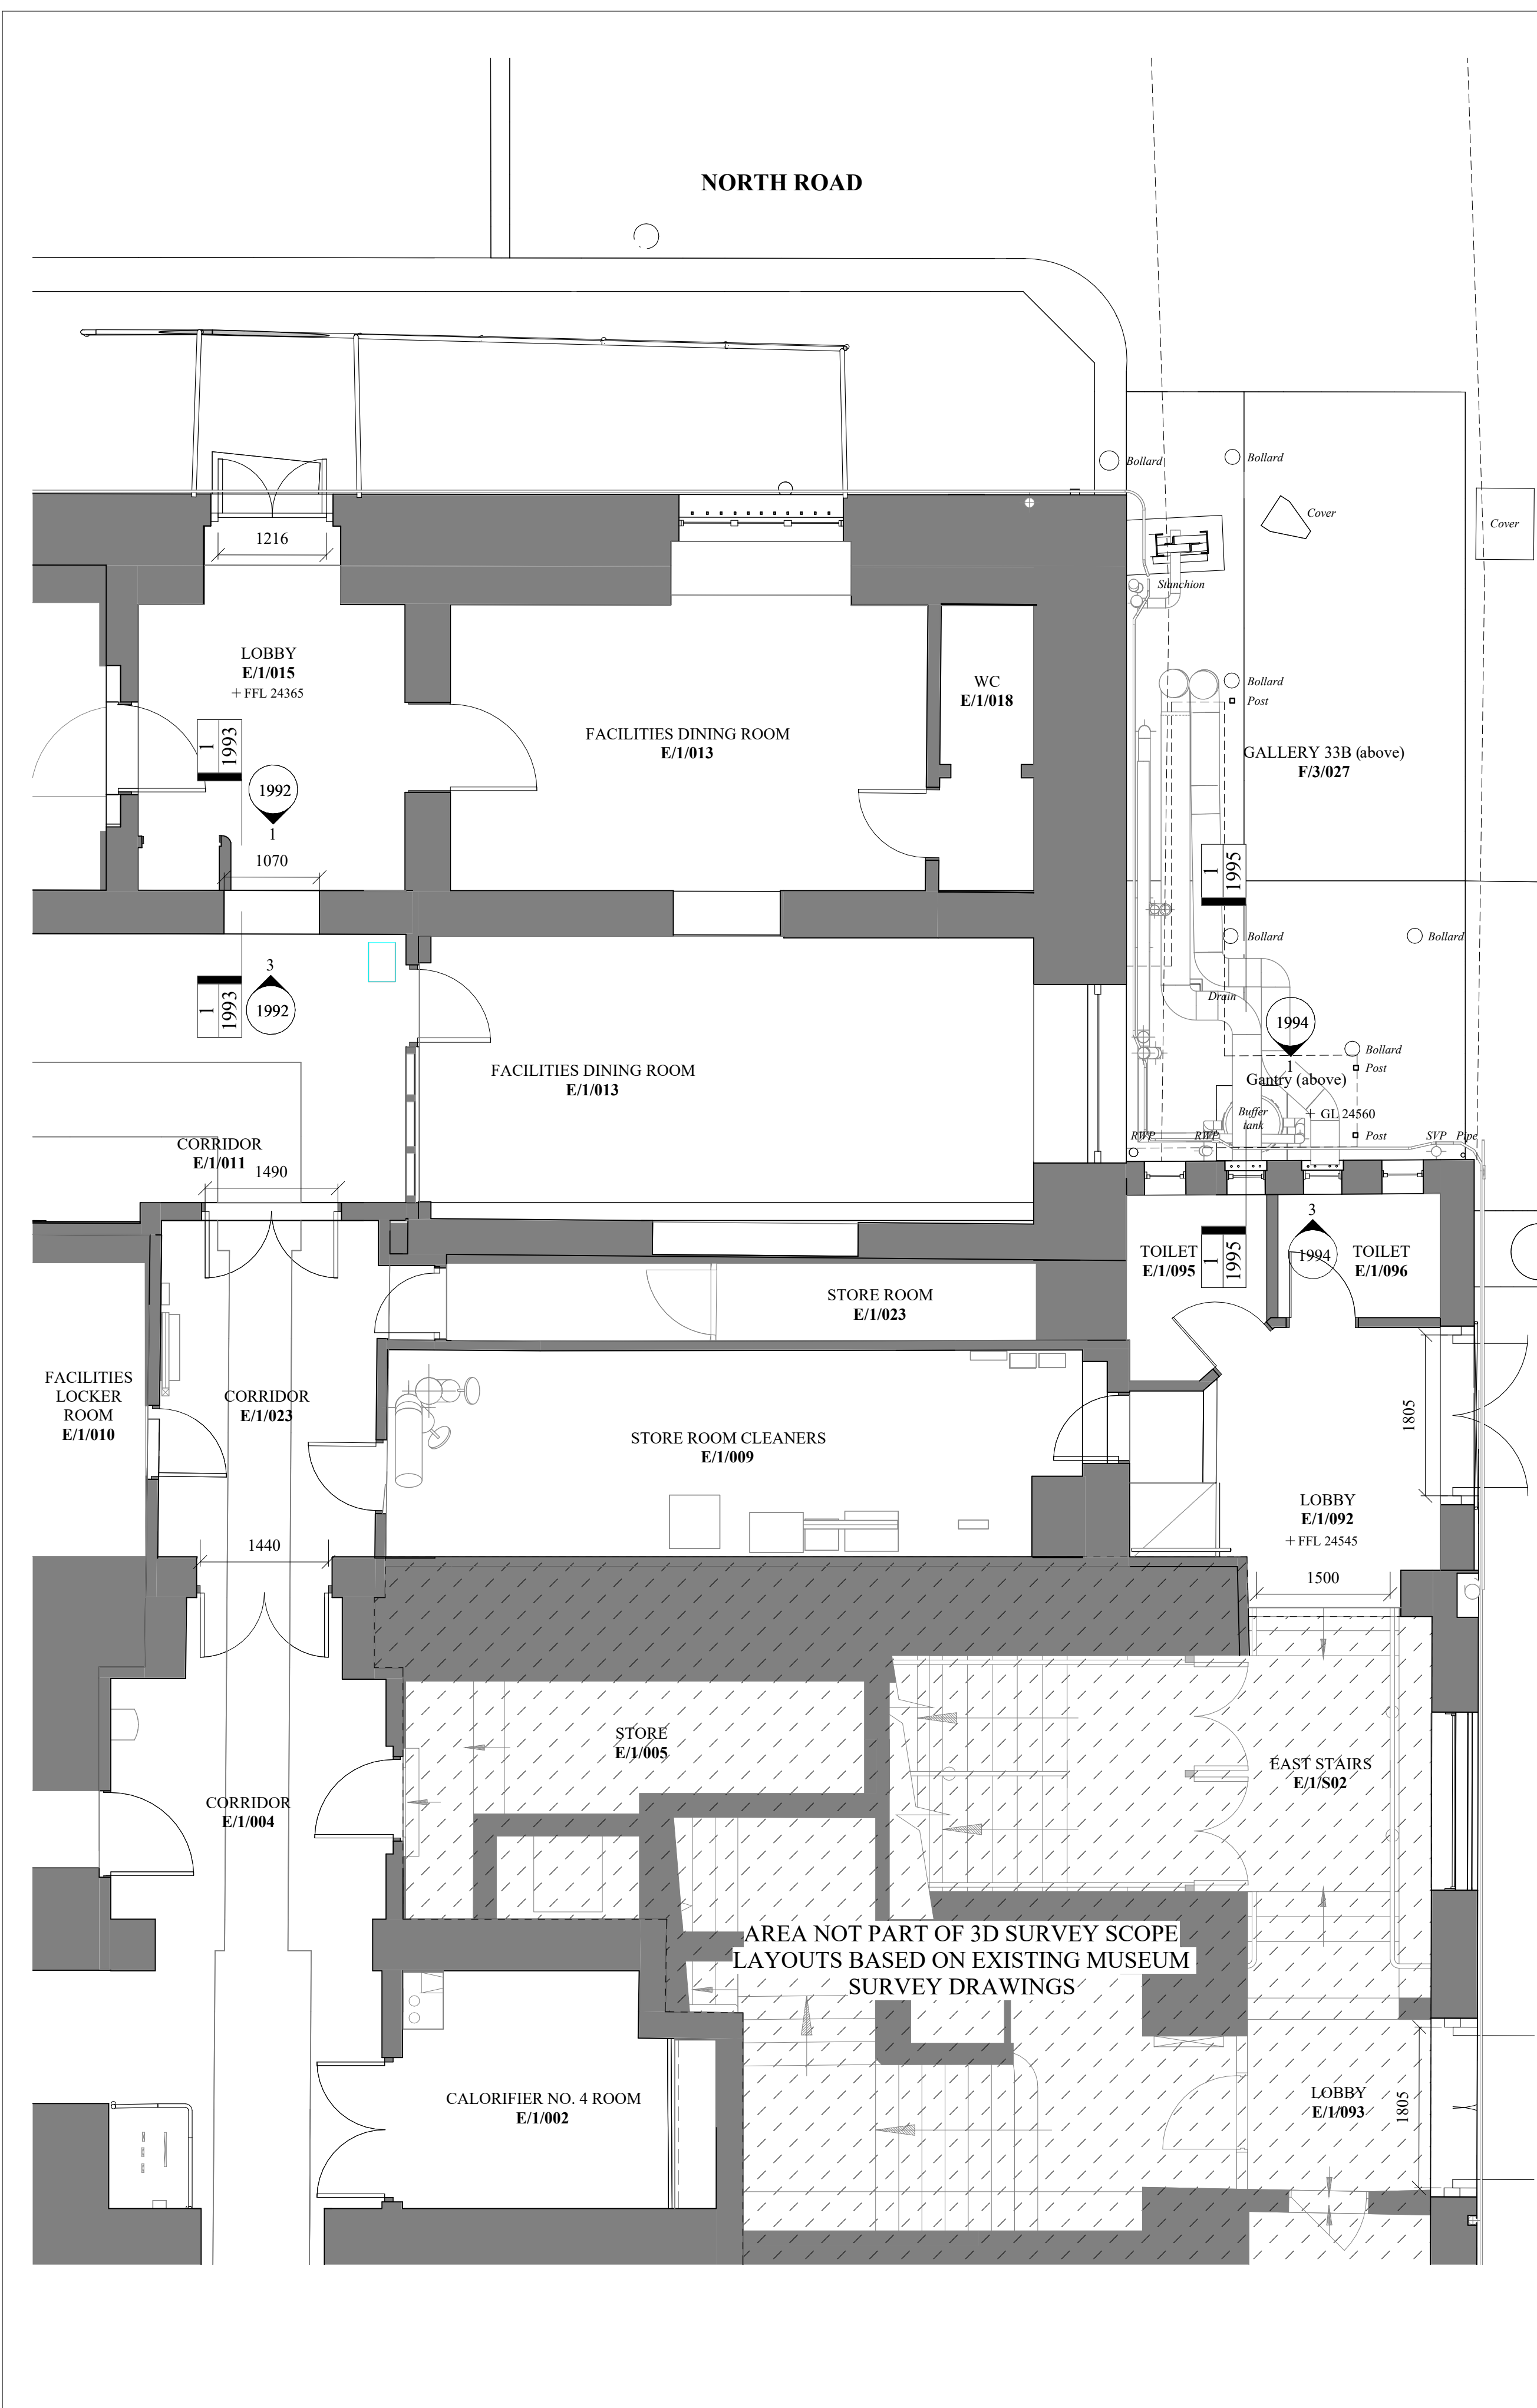 NORTH ROAD
Bollard
Bollard
Cover
Cover
1216
Stanchion
LOBBY
E/1/015
+ FFL 24365
WC
E/1/018
Bollard
Post
FACILITIES DINING ROOM
E/1/013
GALLERY 33B (above)
F/3/027
1
1993
1992
1
1070
1
1995
Bollard
Bollard
3
1992
1
1993
Drain
1994
1
Bollard
Post
FACILITIES DINING ROOM
E/1/013
Gantry (above)
Buffer
tank
+ GL 24560
RWP
RWP
Post
SVP
Pipe
CORRIDOR
E/1/011
1490
3
1994
TOILET
E/1/095
1
1995
TOILET
E/1/096
STORE ROOM
E/1/023
FACILITIES
LOCKER
ROOM
E/1/010
CORRIDOR
E/1/023
1805
STORE ROOM CLEANERS
E/1/009
LOBBY
E/1/092
+ FFL 24545
1440
1500
STORE
E/1/005
EAST STAIRS
E/1/S02
CORRIDOR
E/1/004
AREA NOT PART OF 3D SURVEY SCOPE
LAYOUTS BASED ON EXISTING MUSEUM
SURVEY DRAWINGS
CALORIFIER NO. 4 ROOM
E/1/002
LOBBY
E/1/093
1805